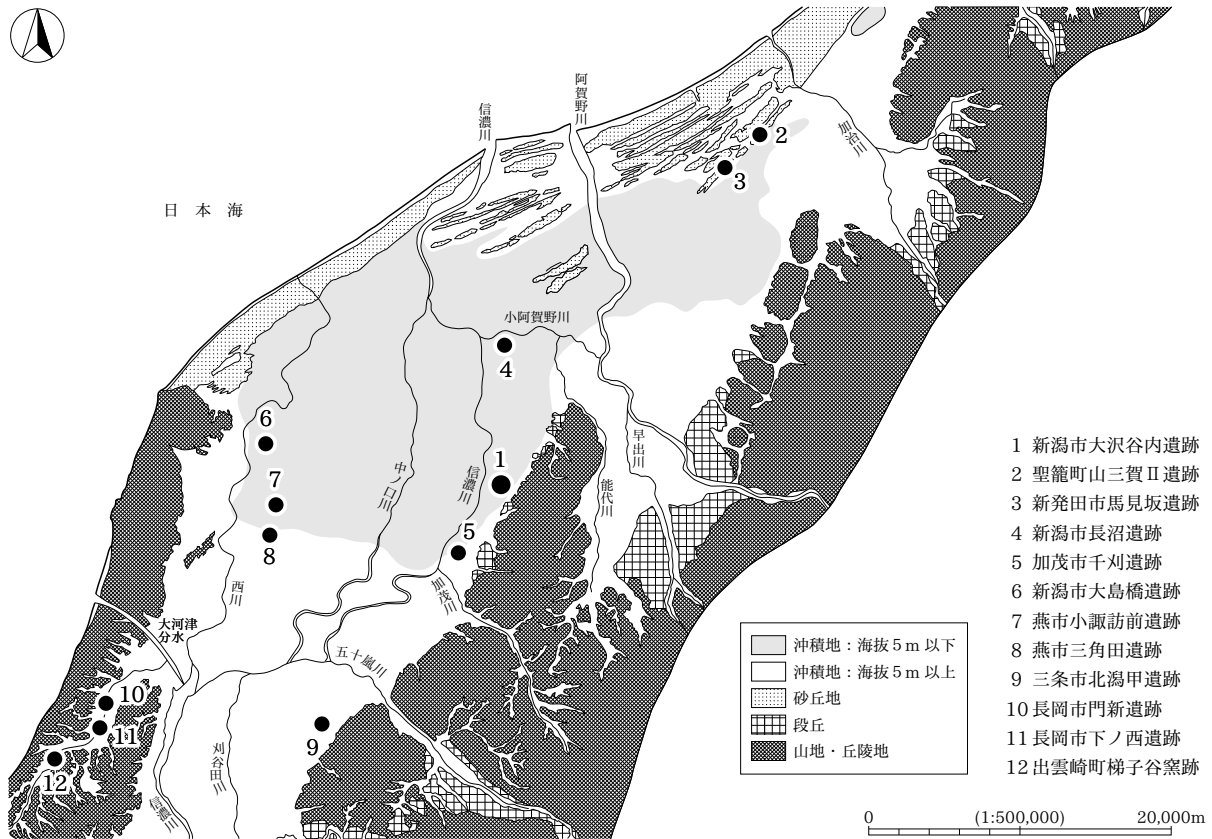 信濃川
阿賀野川
加治川
2
3
日本海
小阿賀野川
4
6
7
8
中ノ口川
信濃川
1
5
早出川
能代川
西川
加茂川
大河津
分水
五十嵐川
10
11
12
9
刈谷田川
信濃川
1 新潟市大沢谷内遺跡
2 聖籠町山三賀Ⅱ遺跡
3 新発田市馬見坂遺跡
4 新潟市長沼遺跡
5 加茂市千刈遺跡
6 新潟市大島橋遺跡
7 燕市小諏訪前遺跡
8 燕市三角田遺跡
9 三条市北潟甲遺跡
10 長岡市門新遺跡
11 長岡市下ノ西遺跡
12 出雲崎町梯子谷窯跡
沖積地：海抜5m以下
沖積地：海抜5m以上
砂丘地
段丘
山地・丘陵地
0 (1:500,000) 20,000m